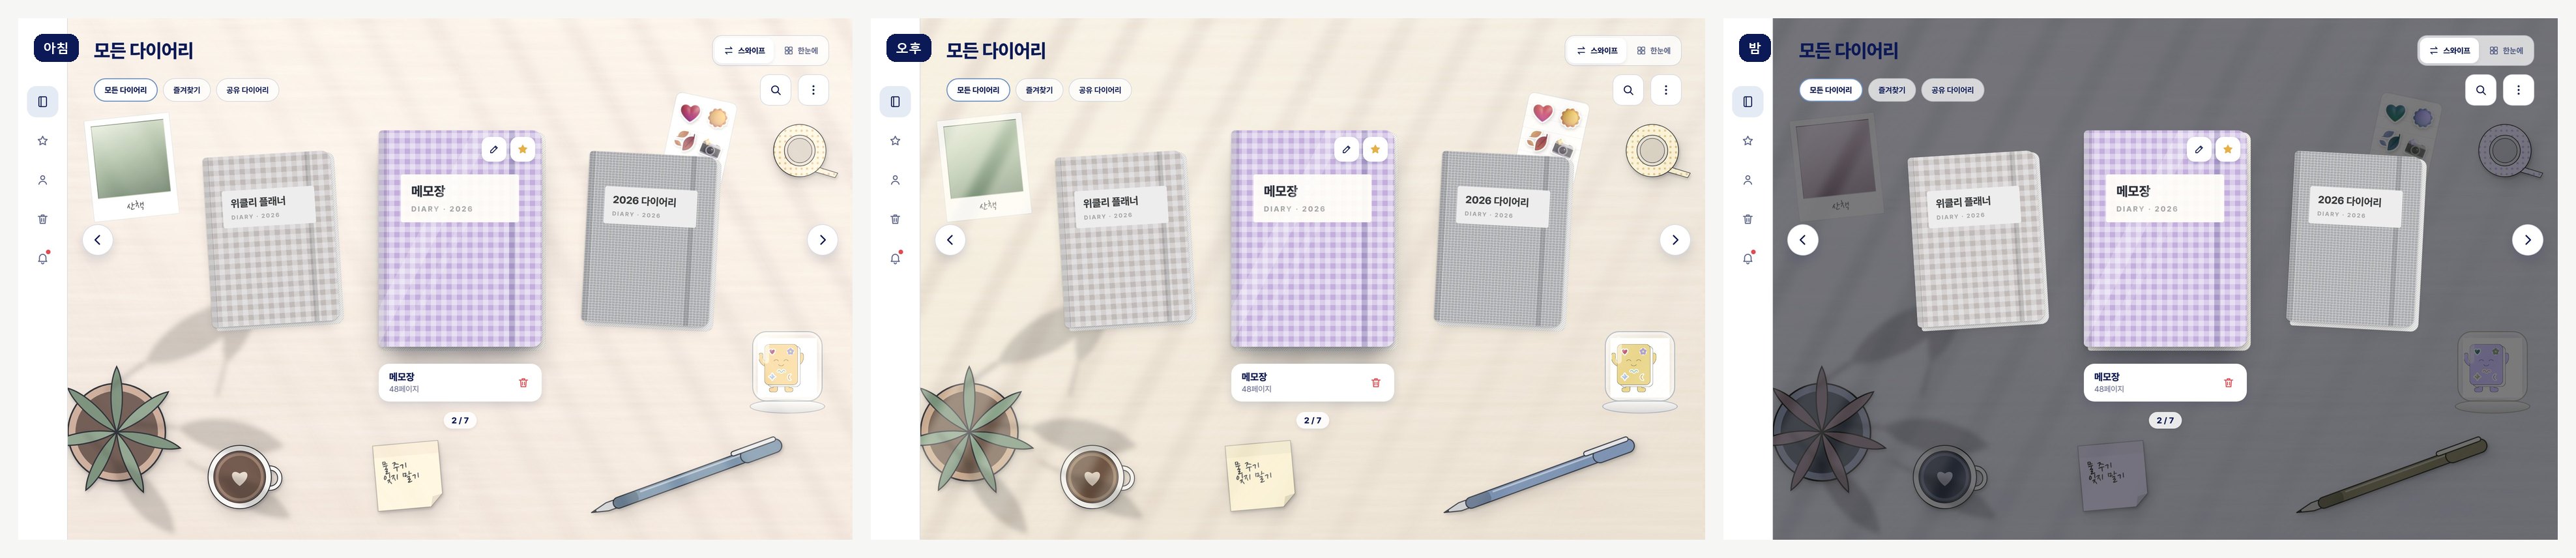 아침
모든 다이어리
스와이프
한눈에
모든 다이어리
즐겨찾기
공유 다이어리
산책
위클리 플래너
DIARY · 2026
메모장
DIARY · 2026
2026 다이어리
DIARY · 2026
메모장
48페이지
2 / 7
물 주기
잊지 말기
오후
모든 다이어리
스와이프
한눈에
모든 다이어리
즐겨찾기
공유 다이어리
산책
위클리 플래너
DIARY · 2026
메모장
DIARY · 2026
2026 다이어리
DIARY · 2026
메모장
48페이지
2 / 7
물 주기
잊지 말기
밤
모든 다이어리
스와이프
한눈에
모든 다이어리
즐겨찾기
공유 다이어리
산책
위클리 플래너
DIARY · 2026
메모장
DIARY · 2026
2026 다이어리
DIARY · 2026
메모장
48페이지
2 / 7
물 주기
잊지 말기